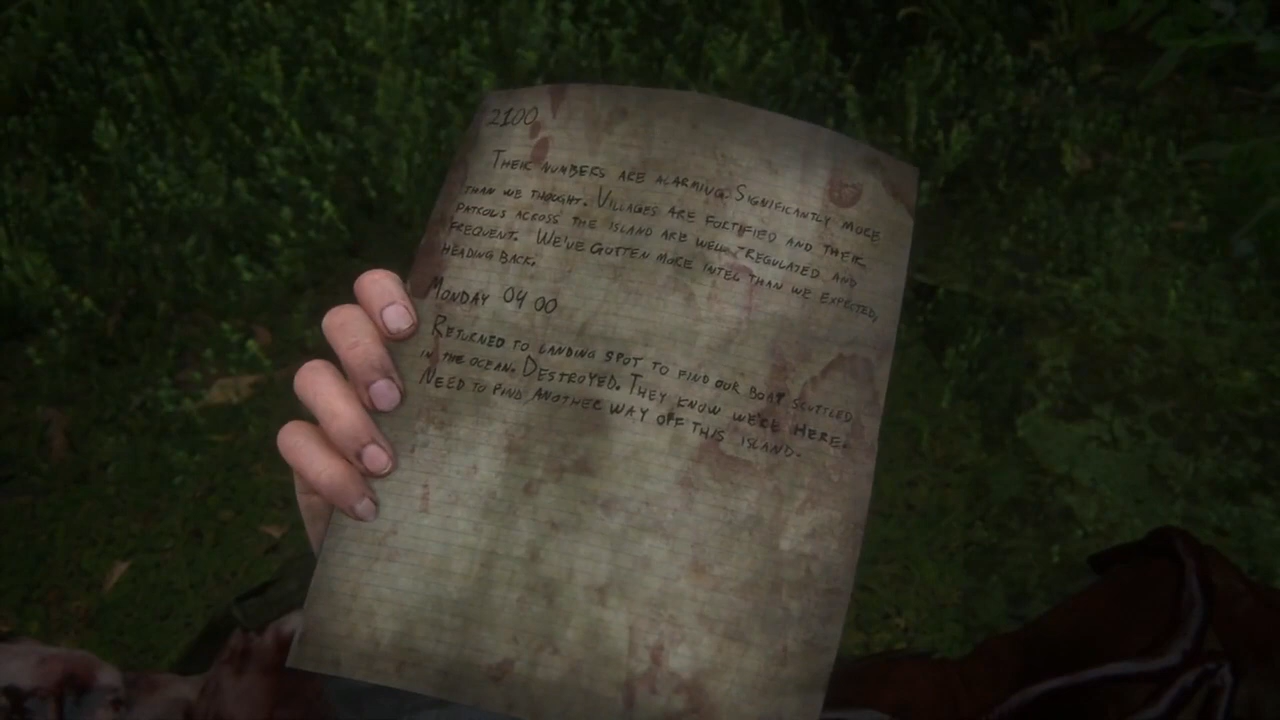 2100
THEIR NUMBERS ARE ALARMING. SIGNIFICANTLY MORE
THAN WE THOUGHT. VILLAGES ARE FORTIFIED AND THEIR
PATROLS ACROSS THE ISLAND ARE WELL-REGULATED AND
FREQUENT. WE'VE GOTTEN MORE INTEL THAN WE EXPECTED,
HEADING BACK.
MONDAY 0400
RETURNED TO LANDING SPOT TO FIND OUR BOAT SCUTTLED
IN THE OCEAN. DESTROYED. THEY KNOW WE'RE HERE.
NEED TO FIND ANOTHER WAY OFF THIS ISLAND.